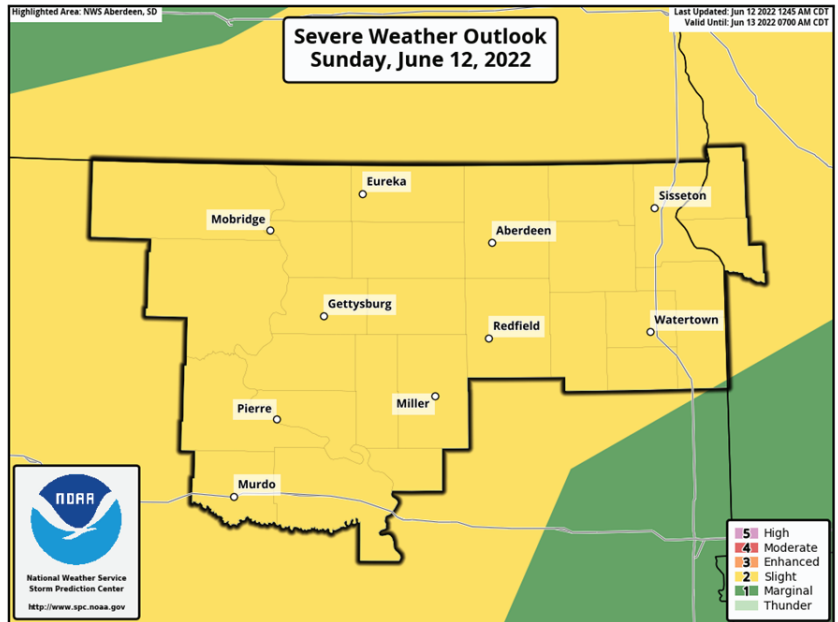 Highlighted Area: NWS Aberdeen, SD
Last Updated: Jun 12 2022 1245 AM CDT
Valid Until: Jun 13 2022 0700 AM CDT
Severe Weather Outlook
Sunday, June 12, 2022
Eureka
Sisseton
Mobridge
Aberdeen
Gettysburg
Redfield
Watertown
Miller
Pierre
Murdo
NOAA
National Weather Service
Storm Prediction Center
http://www.spc.noaa.gov
5 High
4 Moderate
3 Enhanced
2 Slight
1 Marginal
Thunder